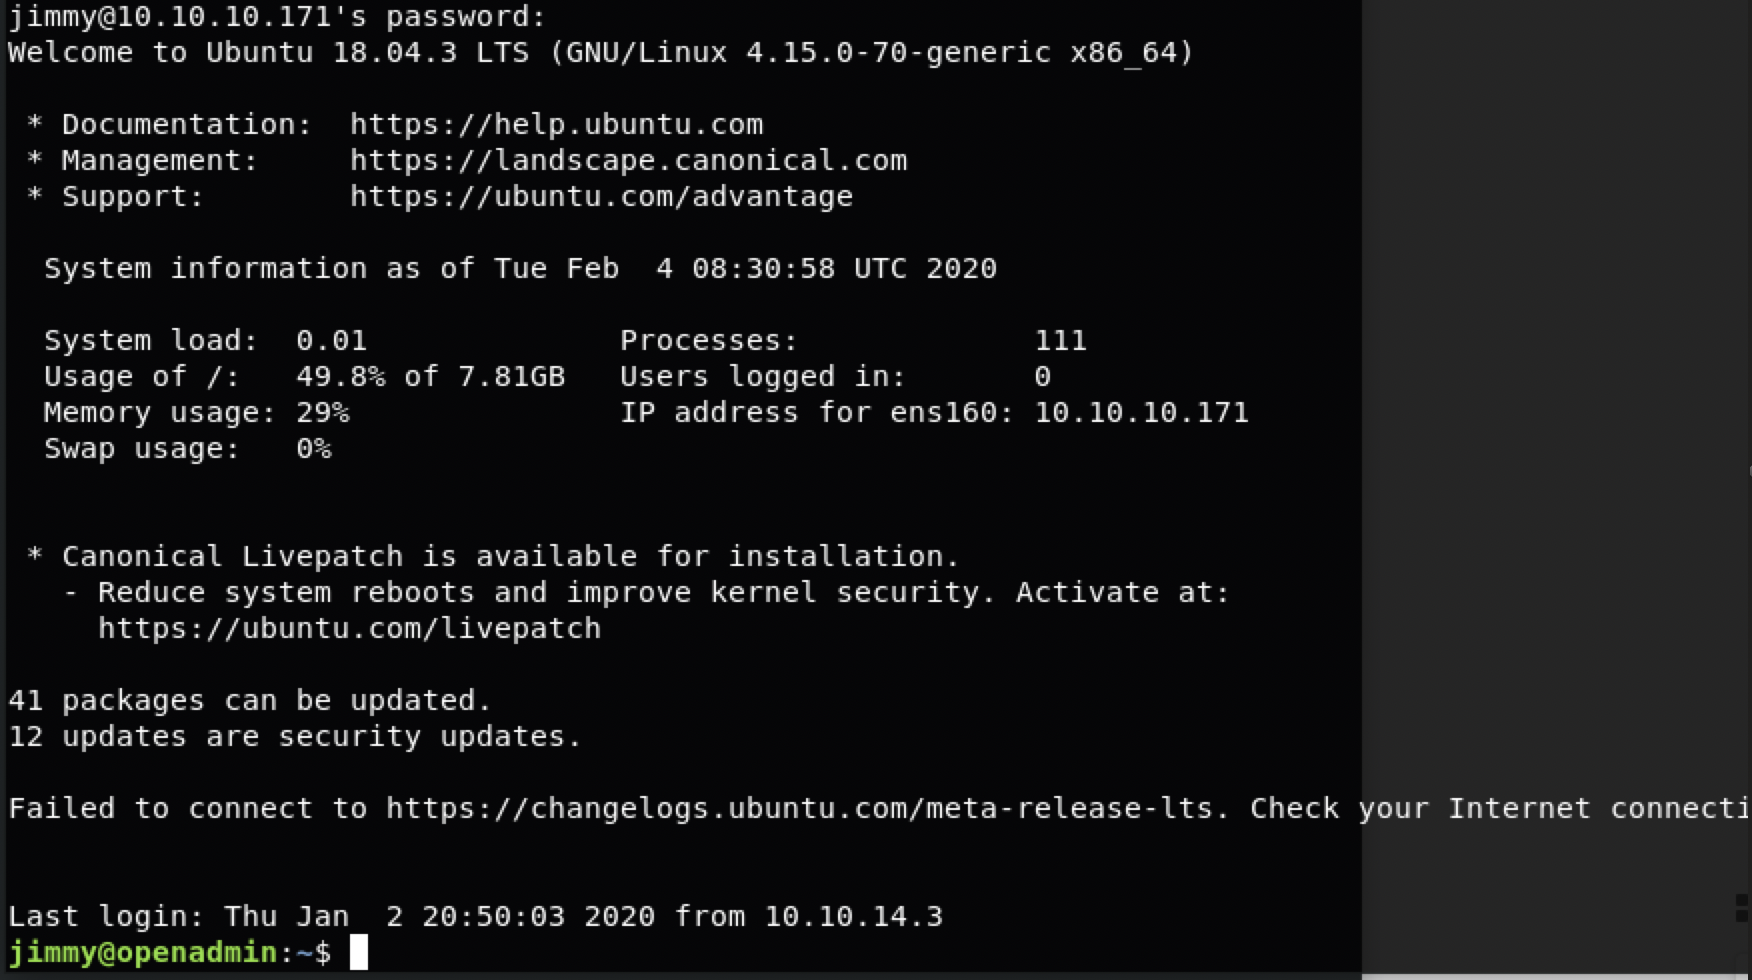 jimmy@10.10.10.171's password:
Welcome to Ubuntu 18.04.3 LTS (GNU/Linux 4.15.0-70-generic x86_64)
 * Documentation:  https://help.ubuntu.com
 * Management:     https://landscape.canonical.com
 * Support:        https://ubuntu.com/advantage
  System information as of Tue Feb  4 08:30:58 UTC 2020
  System load:  0.01              Processes:             111
  Usage of /:   49.8% of 7.81GB   Users logged in:       0
  Memory usage: 29%               IP address for ens160: 10.10.10.171
  Swap usage:   0%
 * Canonical Livepatch is available for installation.
   - Reduce system reboots and improve kernel security. Activate at:
     https://ubuntu.com/livepatch
41 packages can be updated.
12 updates are security updates.
Failed to connect to https://changelogs.ubuntu.com/meta-release-lts. Check your Internet connecti
Last login: Thu Jan  2 20:50:03 2020 from 10.10.14.3
jimmy@openadmin:~$